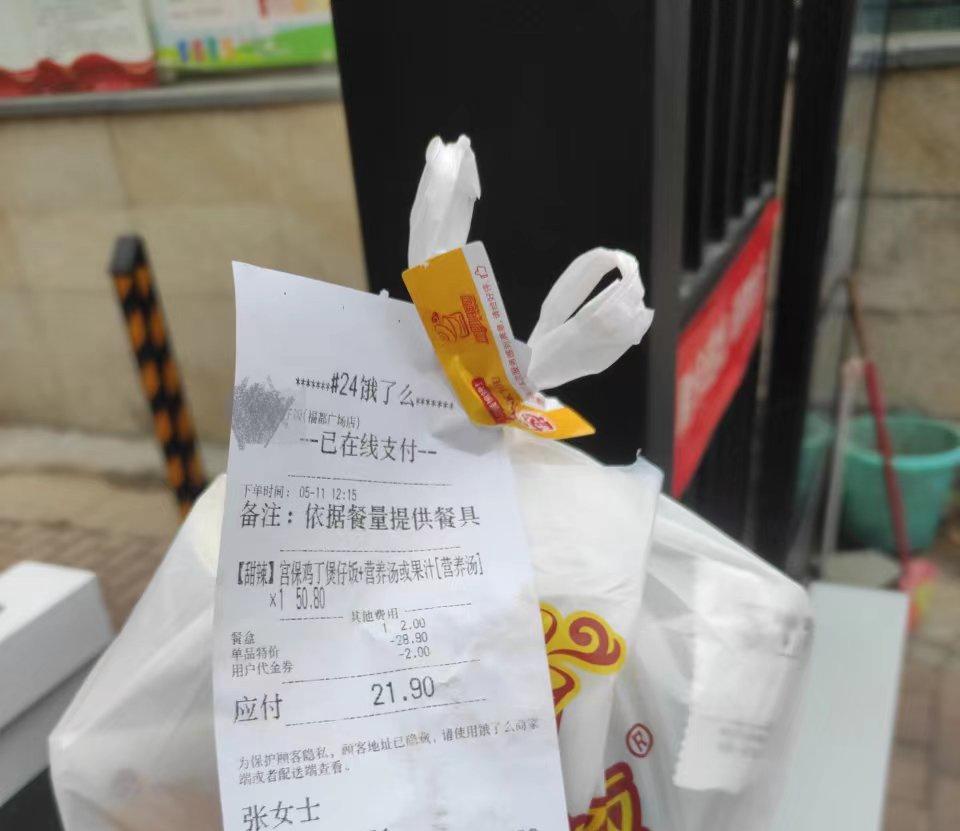 *******#24饿了么*******
(福都广场店)
--已在线支付--
下单时间: 05-11 12:15
备注: 依据餐量提供餐具
【甜辣】宫保鸡丁煲仔饭+营养汤或果汁[营养汤]
x1 50.80
其他费用
餐盒 1 2.00
单品特价 -28.90
用户代金券 -2.00
应付 21.90
为保护顾客隐私，顾客地址已隐藏，请使用饿了么商家
端或者配送端查看。
张女士
®